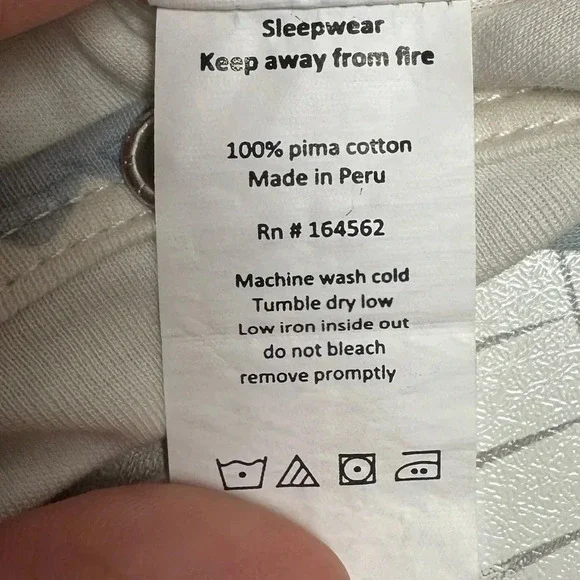 Sleepwear
Keep away from fire
100% pima cotton
Made in Peru
Rn # 164562
Machine wash cold
Tumble dry low
Low iron inside out
do not bleach
remove promptly